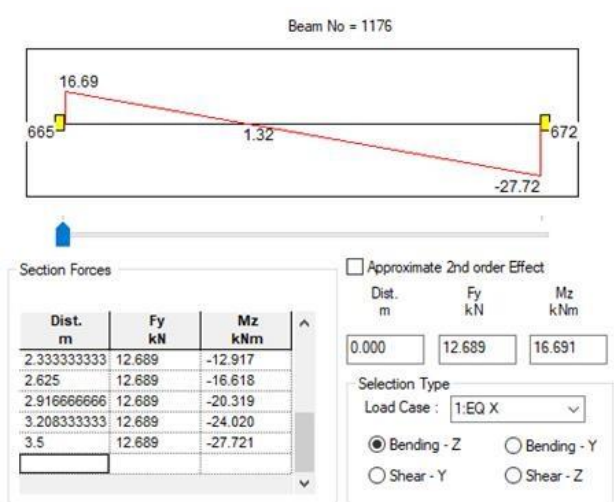 Beam No = 1176
16.69
665
1.32
672
-27.72
Section Forces
Dist. Fy Mz
m kN kNm
2.333333333 12.689 -12.917
2.625 12.689 -16.618
2.916666666 12.689 -20.319
3.208333333 12.689 -24.020
3.5 12.689 -27.721
Approximate 2nd order Effect
Dist. Fy Mz
m kN kNm
0.000 12.689 16.691
Selection Type
Load Case : 1:EQ X
Bending - Z Bending - Y
Shear - Y Shear - Z